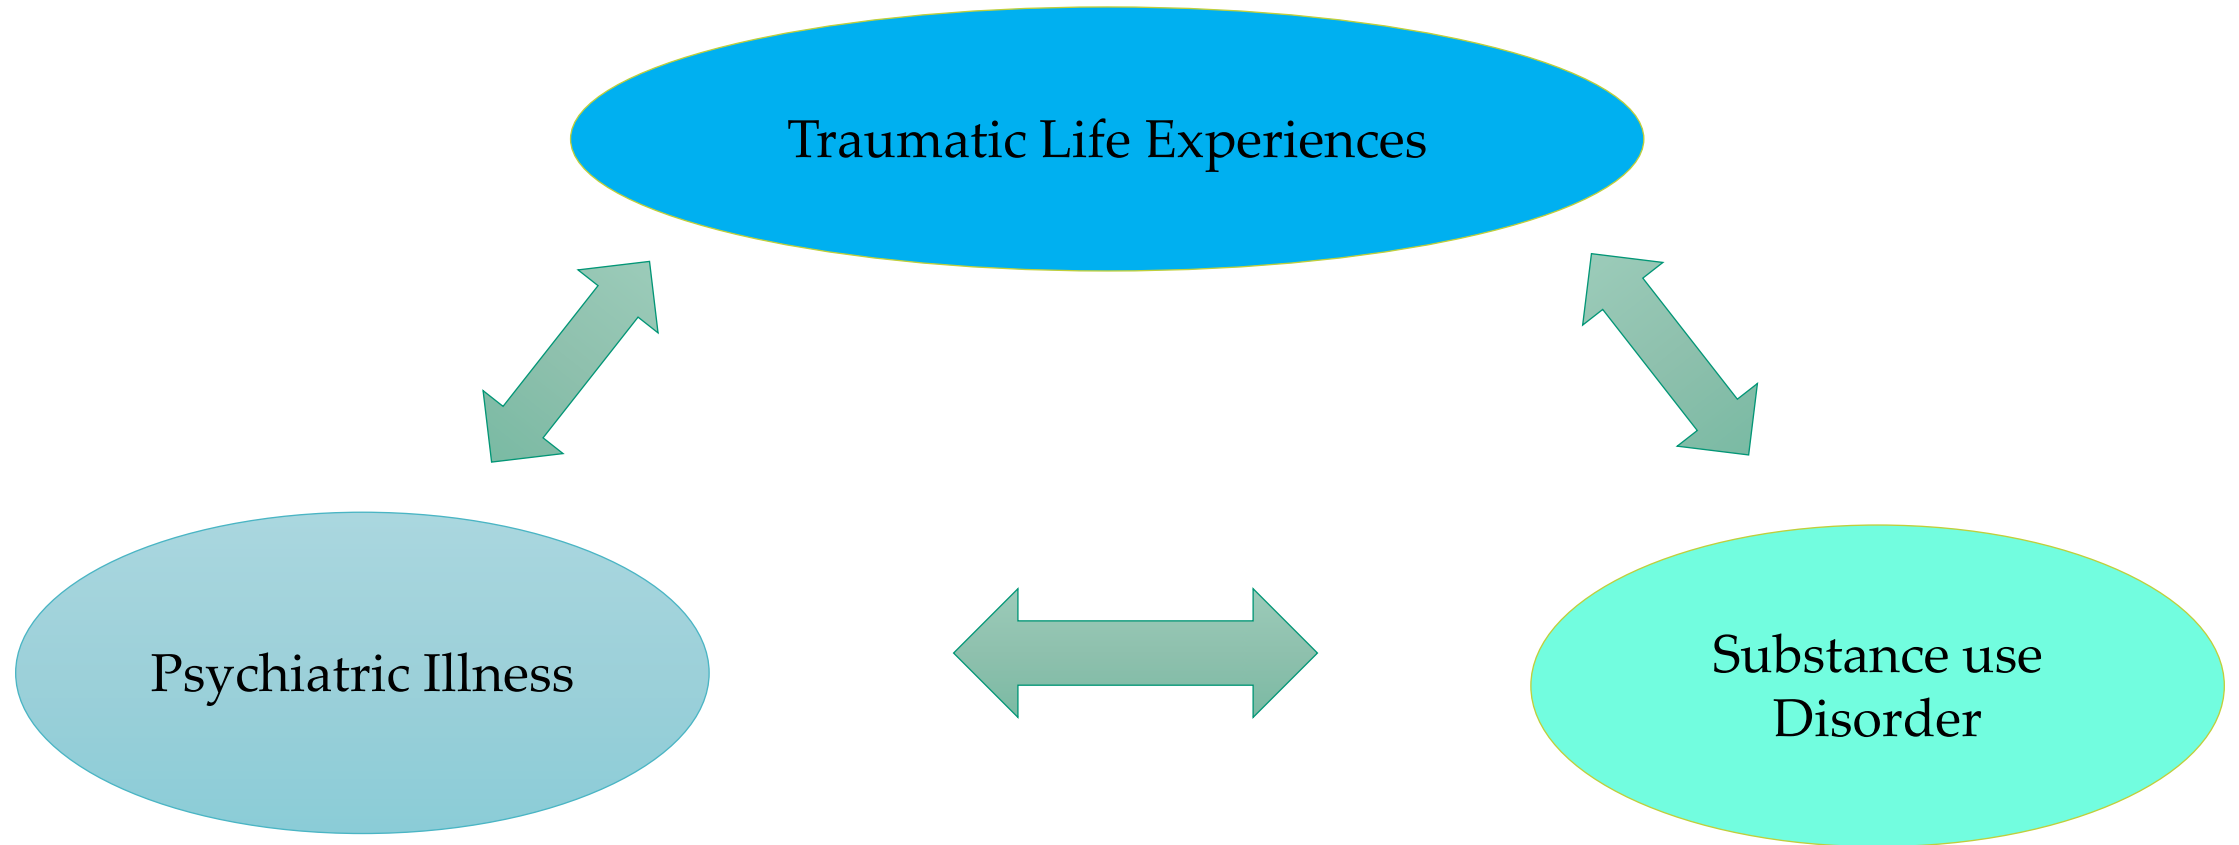 Traumatic Life Experiences
Psychiatric Illness
Substance use
Disorder